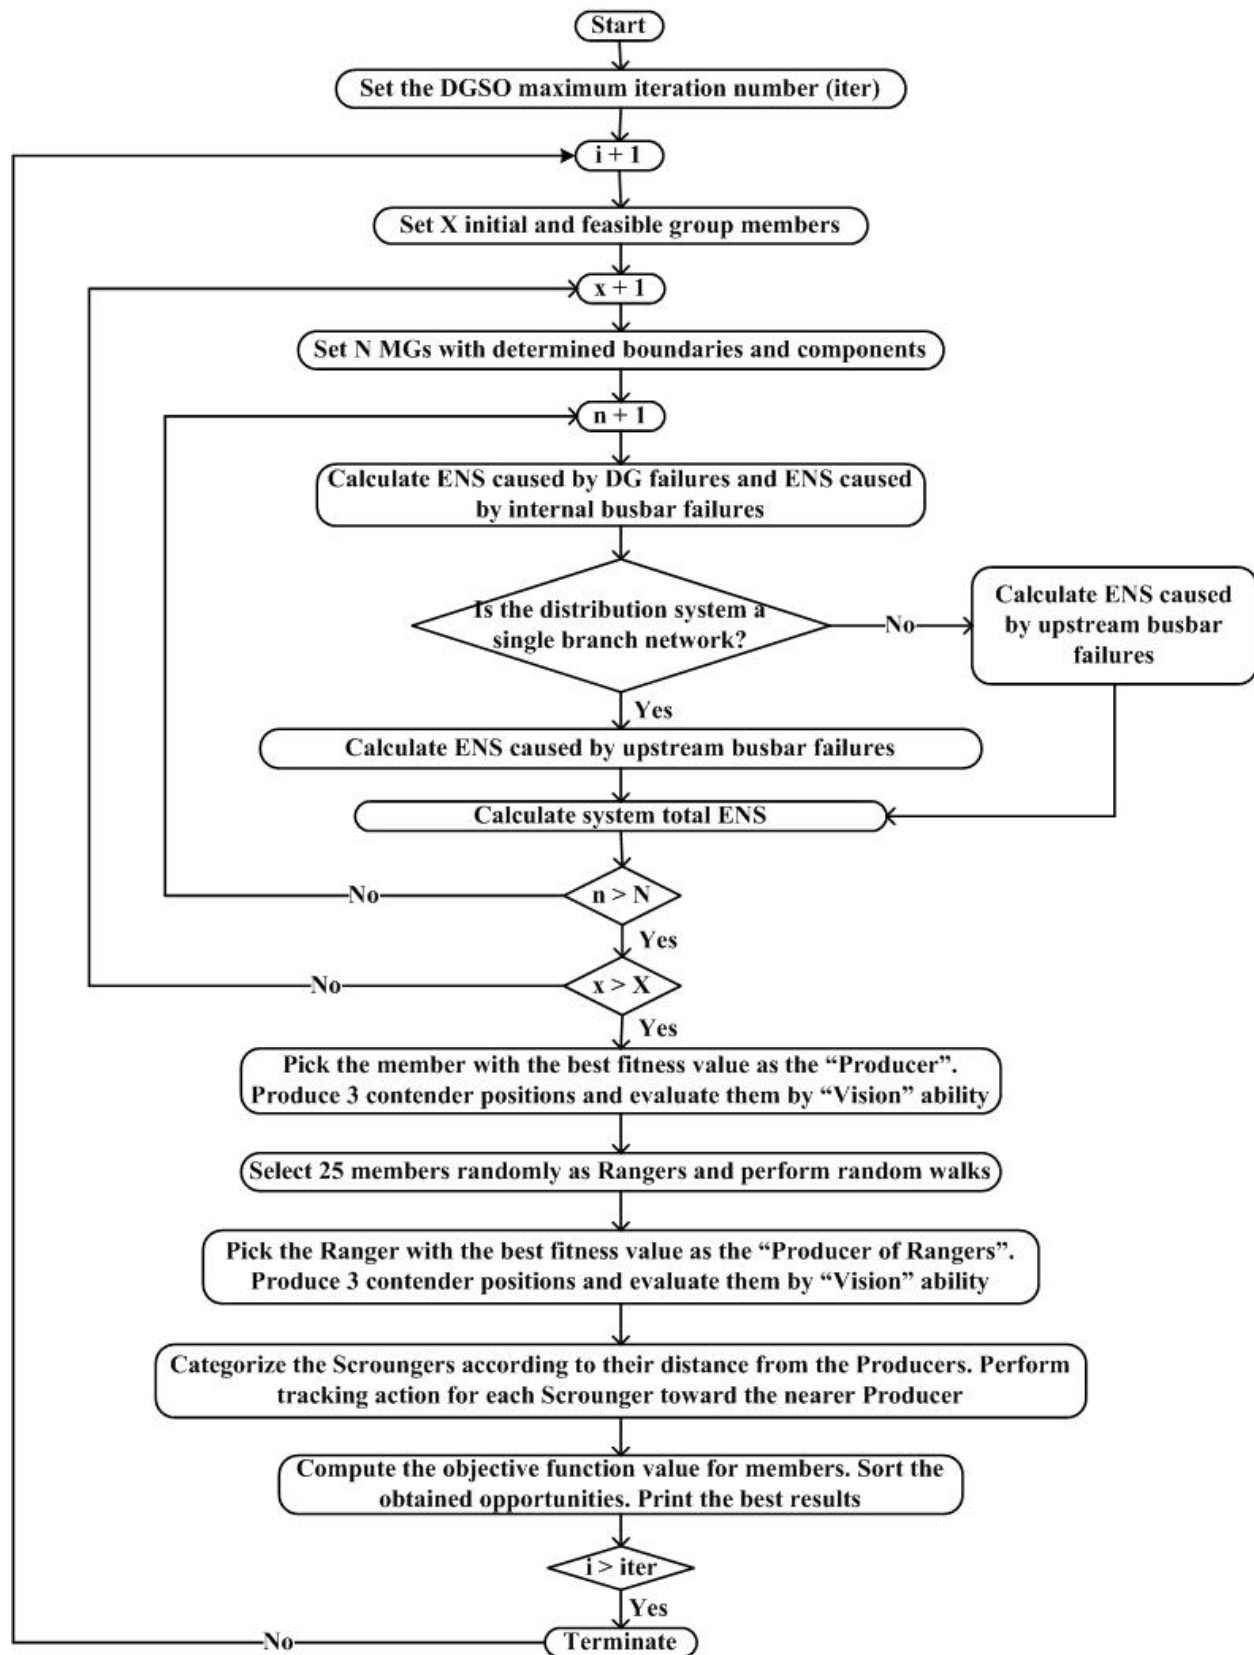 Start
Set the DGSO maximum iteration number (iter)
i + 1
Set X initial and feasible group members
x + 1
Set N MGs with determined boundaries and components
n + 1
Calculate ENS caused by DG failures and ENS caused
by internal busbar failures
Is the distribution system a
single branch network?
No
Calculate ENS caused
by upstream busbar
failures
Yes
Calculate ENS caused by upstream busbar failures
Calculate system total ENS
No
n > N
Yes
No
x > X
Yes
Pick the member with the best fitness value as the “Producer”.
Produce 3 contender positions and evaluate them by “Vision” ability
Select 25 members randomly as Rangers and perform random walks
Pick the Ranger with the best fitness value as the “Producer of Rangers”.
Produce 3 contender positions and evaluate them by “Vision” ability
Categorize the Scroungers according to their distance from the Producers. Perform
tracking action for each Scrounger toward the nearer Producer
Compute the objective function value for members. Sort the
obtained opportunities. Print the best results
i > iter
Yes
No
Terminate